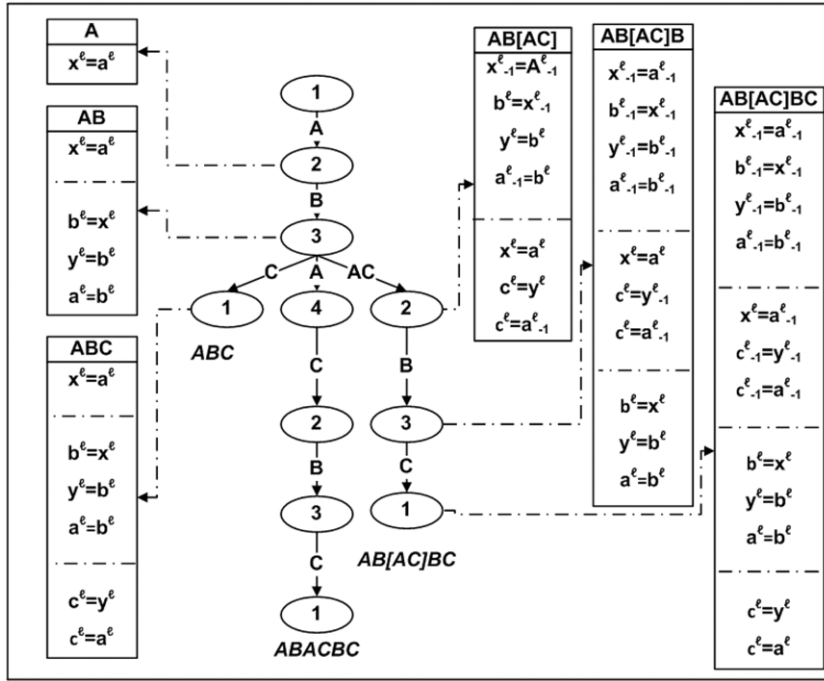 A
xℓ=aℓ
AB
xℓ=aℓ
bℓ=xℓ
yℓ=bℓ
aℓ=bℓ
ABC
xℓ=aℓ
bℓ=xℓ
yℓ=bℓ
aℓ=bℓ
cℓ=yℓ
cℓ=aℓ
1
A
2
B
3
C A AC
1 4 2
ABC
C B
2 3
B C
3 1
AB[AC]BC
C
1
ABACBC
AB[AC]
xℓ-1=Aℓ-1
bℓ=xℓ-1
yℓ=bℓ
aℓ-1=bℓ
xℓ=aℓ
cℓ=yℓ
cℓ=aℓ-1
AB[AC]B
xℓ-1=aℓ-1
bℓ-1=xℓ-1
yℓ-1=bℓ-1
aℓ-1=bℓ-1
xℓ=aℓ
cℓ=yℓ-1
cℓ=aℓ-1
bℓ=xℓ
yℓ=bℓ
aℓ=bℓ
AB[AC]BC
xℓ-1=aℓ-1
bℓ-1=xℓ-1
yℓ-1=bℓ-1
aℓ-1=bℓ-1
xℓ=aℓ-1
cℓ-1=yℓ-1
cℓ-1=aℓ-1
bℓ=xℓ
yℓ=bℓ
aℓ=bℓ
cℓ=yℓ
cℓ=aℓ